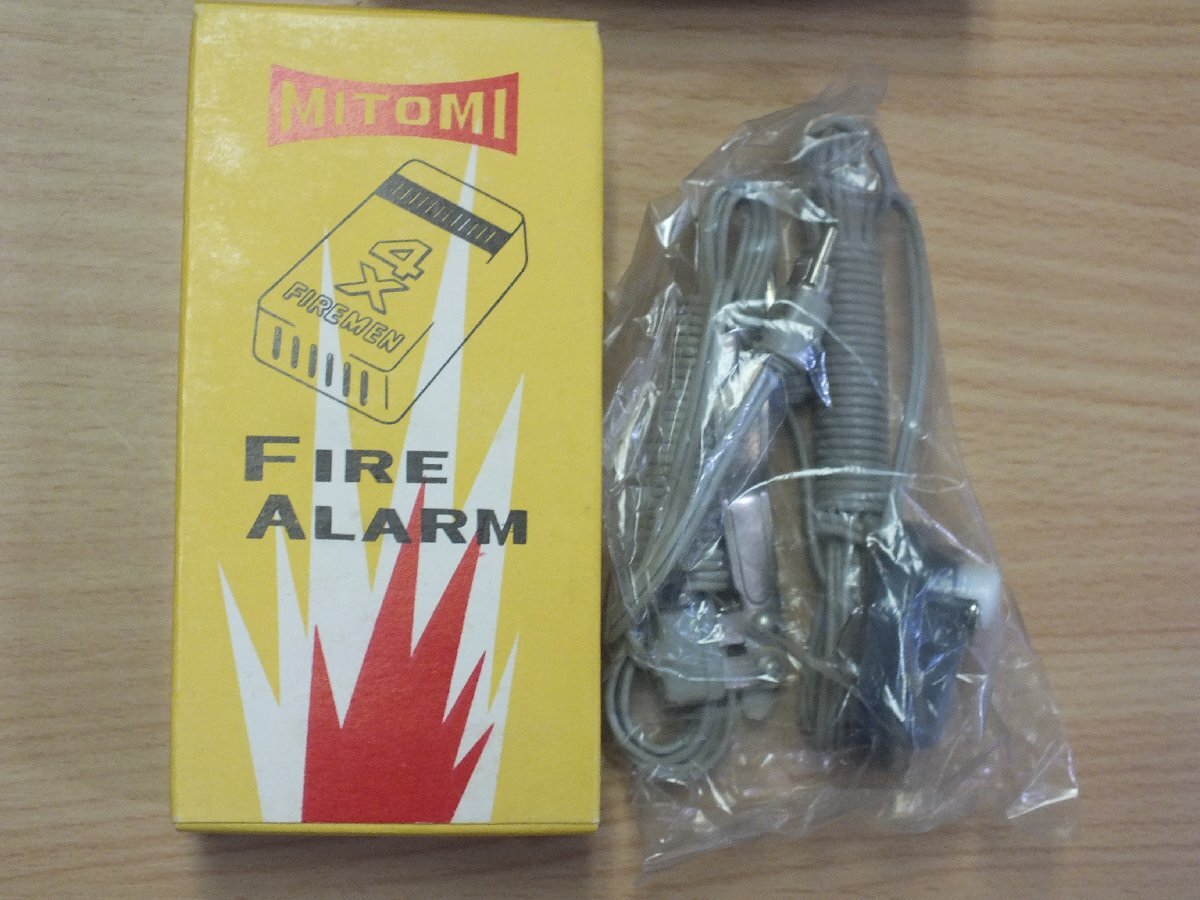 MITOMI
4
X
FIREMEN
FIRE
ALARM